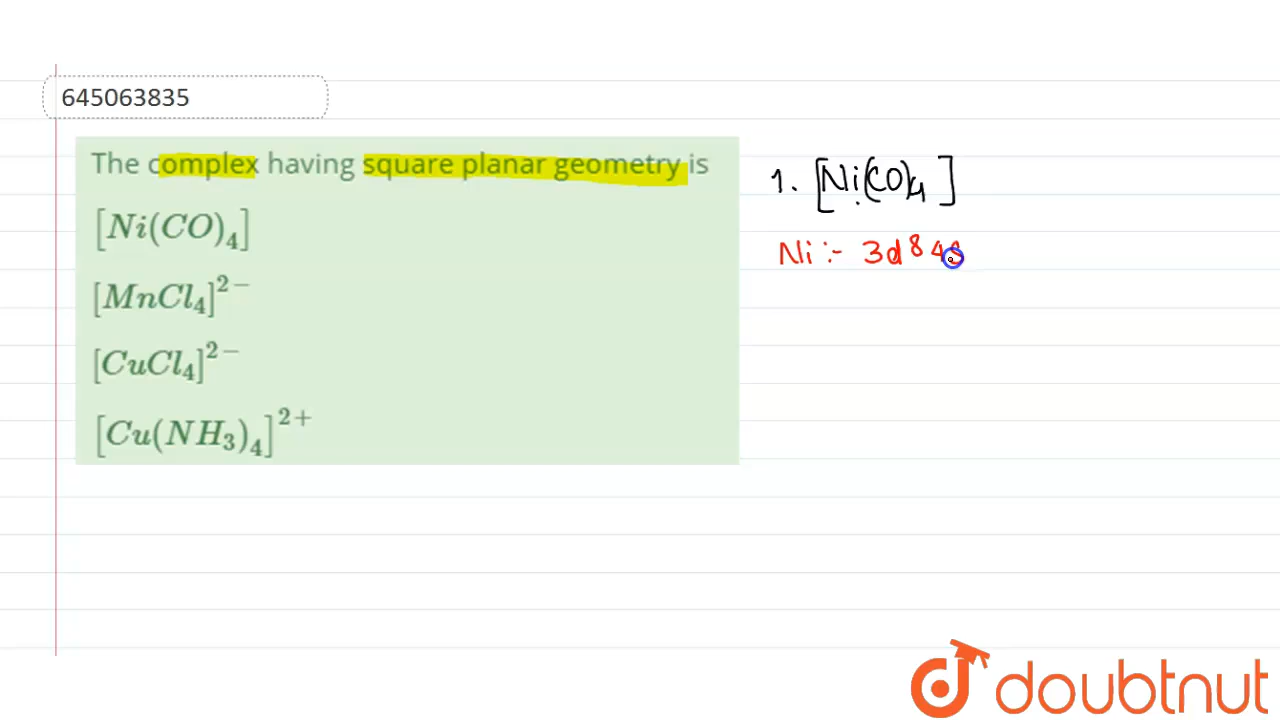 645063835
The complex having square planar geometry is
[Ni(CO)₄]
[MnCl₄]²⁻
[CuCl₄]²⁻
[Cu(NH₃)₄]²⁺
1. [Ni(CO)₄]
Ni :- 3d⁸ 4s
doubtnut